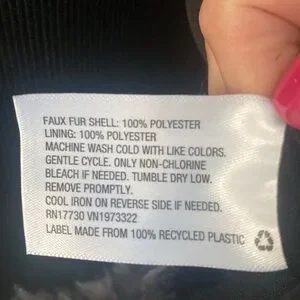 FAUX FUR SHELL: 100% POLYESTER
LINING: 100% POLYESTER
MACHINE WASH COLD WITH LIKE COLORS.
GENTLE CYCLE. ONLY NON-CHLORINE
BLEACH IF NEEDED. TUMBLE DRY LOW.
REMOVE PROMPTLY.
COOL IRON ON REVERSE SIDE IF NEEDED.
RN17730 VN1973322
LABEL MADE FROM 100% RECYCLED PLASTIC